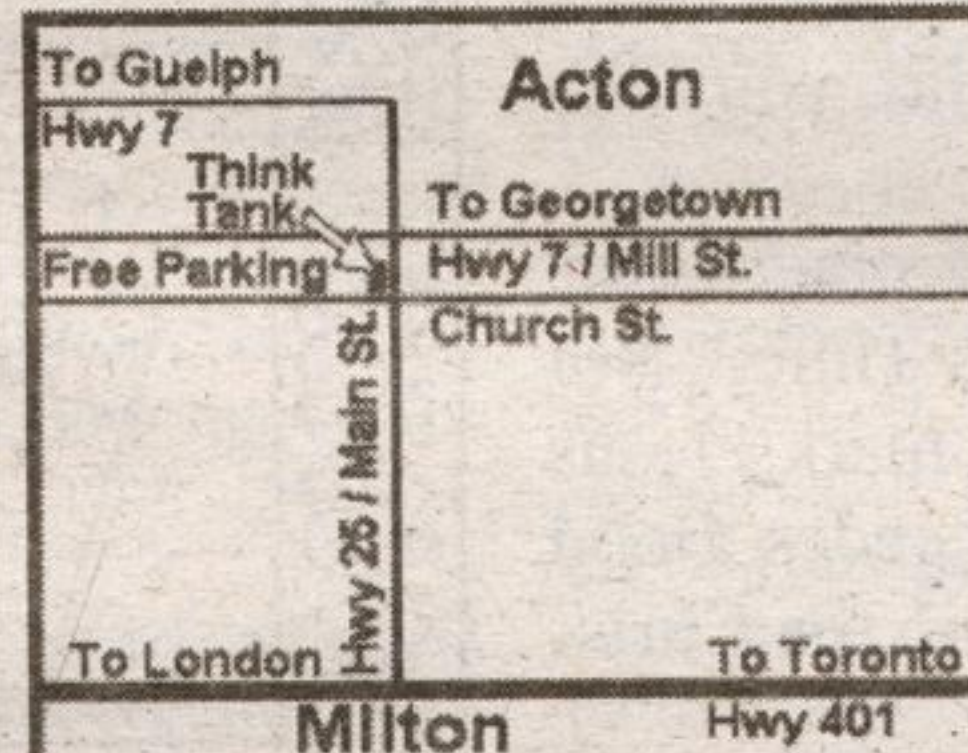 To Guelph
Acton
Hwy 7
Think
Tank
To Georgetown
Free Parking
Hwy 7 / Mill St.
Church St.
Hwy 25 / Main St.
To London
To Toronto
Milton
Hwy 401